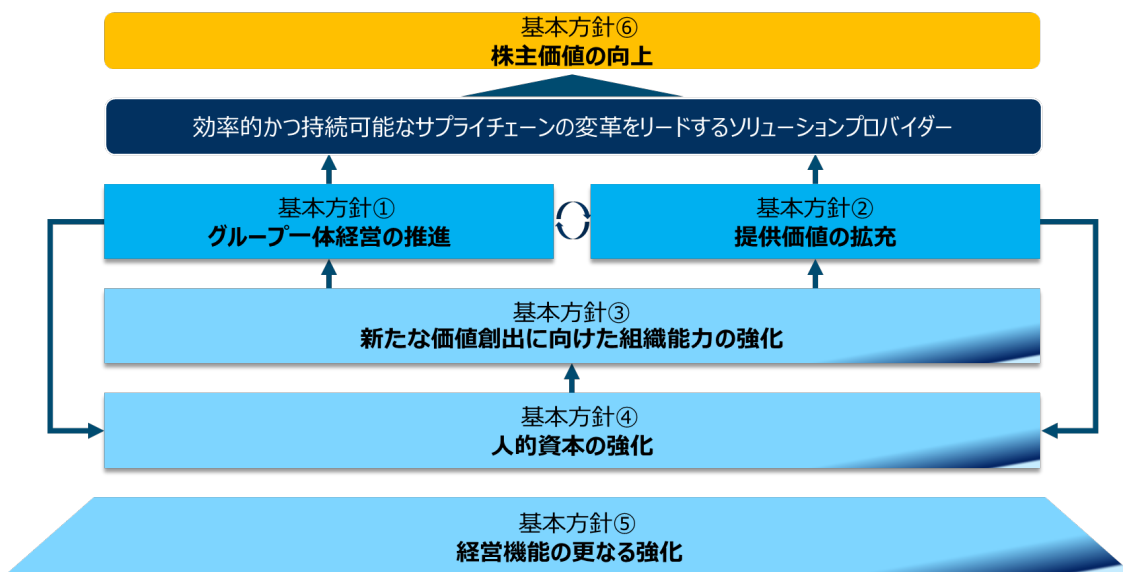 基本方針⑥
株主価値の向上
効率的かつ持続可能なサプライチェーンの変革をリードするソリューションプロバイダー
基本方針①
グループ一体経営の推進
基本方針②
提供価値の拡充
基本方針③
新たな価値創出に向けた組織能力の強化
基本方針④
人的資本の強化
基本方針⑤
経営機能の更なる強化